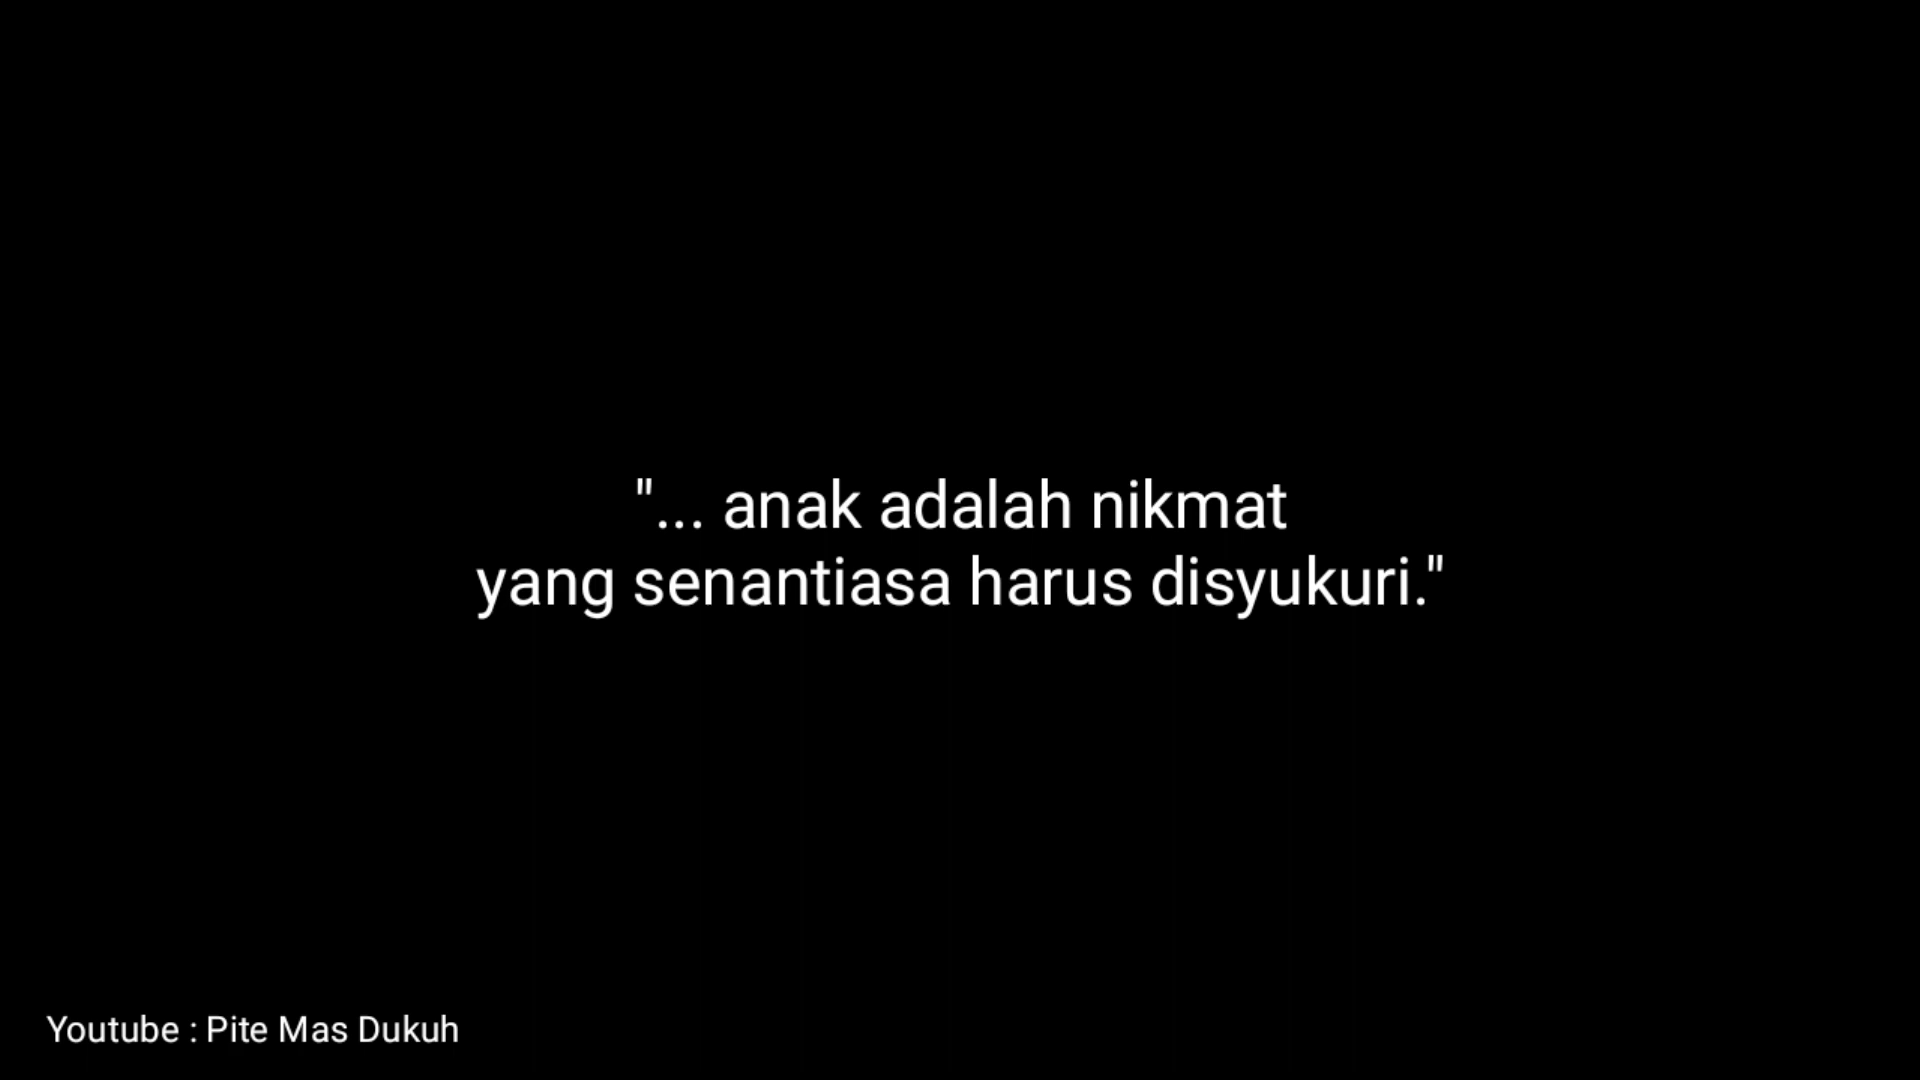 "... anak adalah nikmat
yang senantiasa harus disyukuri."
Youtube : Pite Mas Dukuh